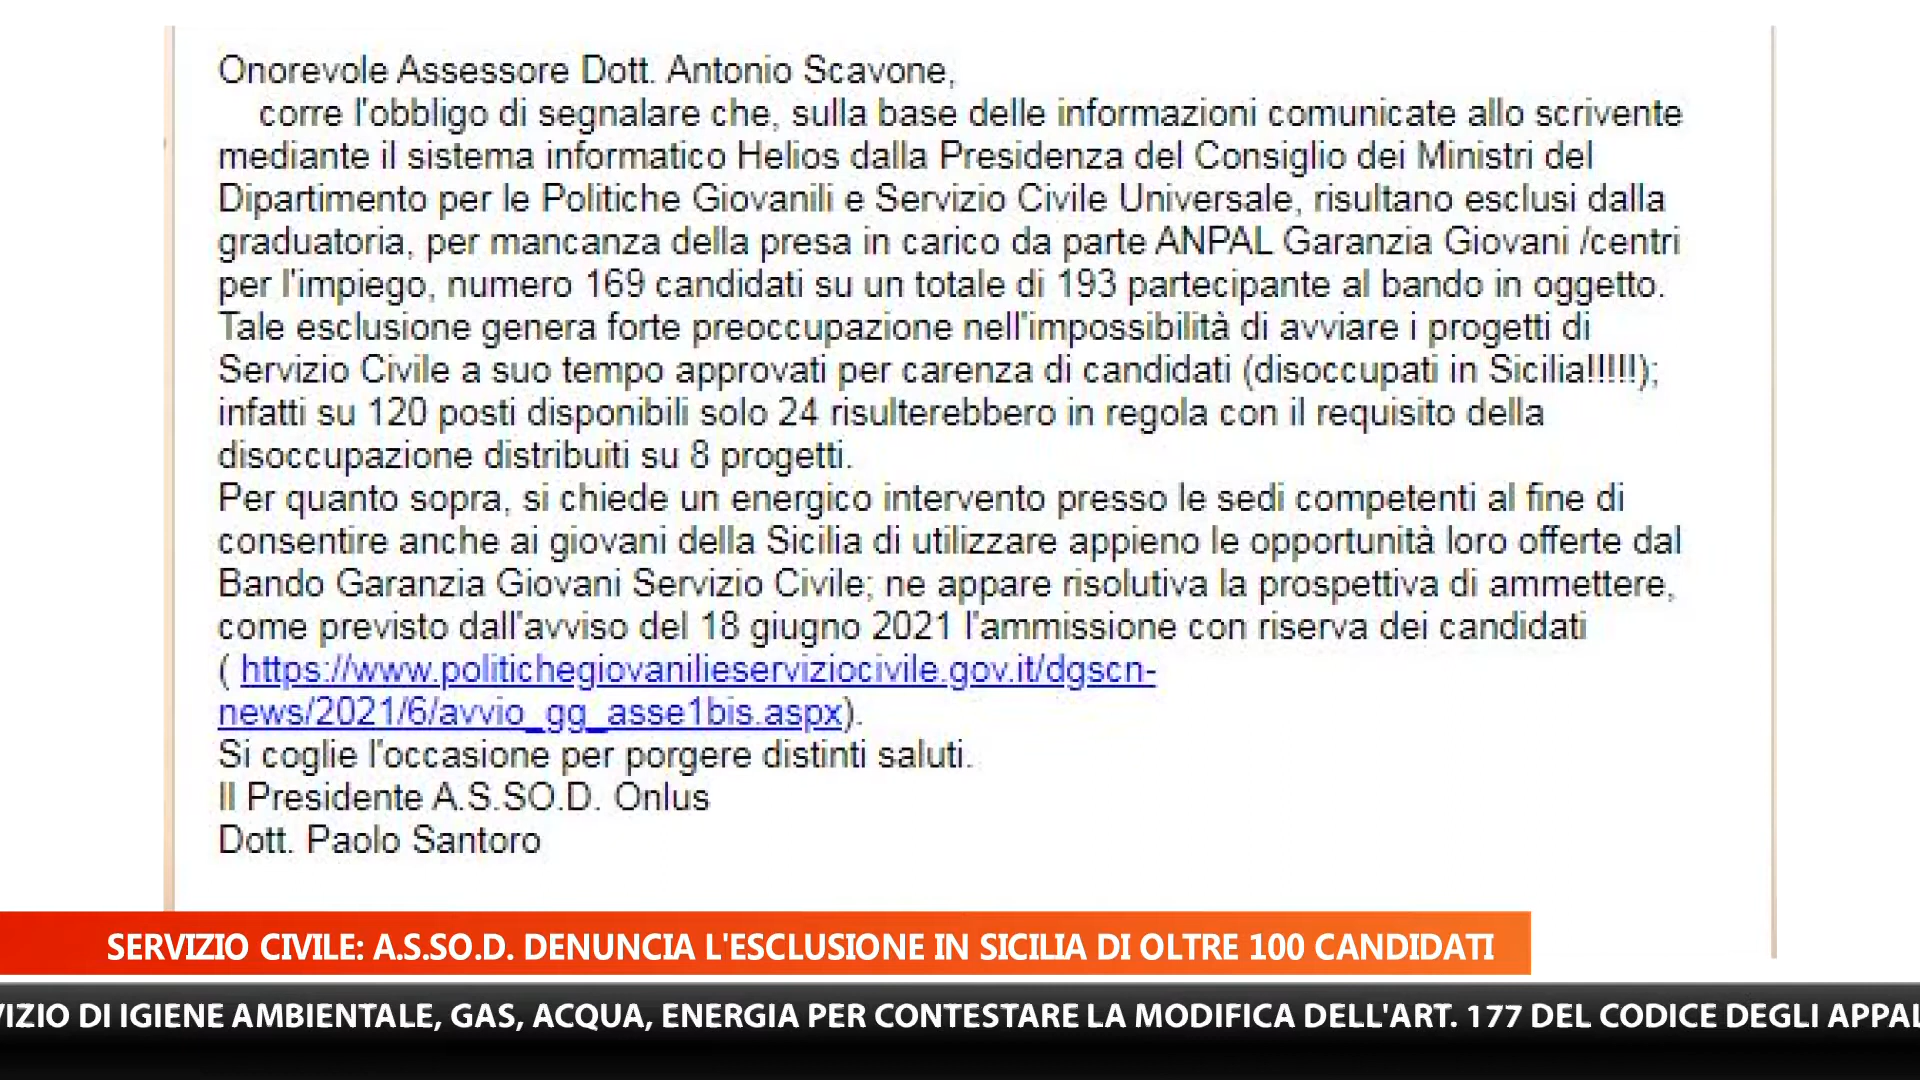 Onorevole Assessore Dott. Antonio Scavone,
corre l'obbligo di segnalare che, sulla base delle informazioni comunicate allo scrivente
mediante il sistema informatico Helios dalla Presidenza del Consiglio dei Ministri del
Dipartimento per le Politiche Giovanili e Servizio Civile Universale, risultano esclusi dalla
graduatoria, per mancanza della presa in carico da parte ANPAL Garanzia Giovani /centri
per l'impiego, numero 169 candidati su un totale di 193 partecipante al bando in oggetto.
Tale esclusione genera forte preoccupazione nell'impossibilità di avviare i progetti di
Servizio Civile a suo tempo approvati per carenza di candidati (disoccupati in Sicilia!!!!!);
infatti su 120 posti disponibili solo 24 risulterebbero in regola con il requisito della
disoccupazione distribuiti su 8 progetti.
Per quanto sopra, si chiede un energico intervento presso le sedi competenti al fine di
consentire anche ai giovani della Sicilia di utilizzare appieno le opportunità loro offerte dal
Bando Garanzia Giovani Servizio Civile; ne appare risolutiva la prospettiva di ammettere,
come previsto dall'avviso del 18 giugno 2021 l'ammissione con riserva dei candidati
( https://www.politichegiovanilieserviziocivile.gov.it/dgscn-
news/2021/6/avvio_gg_asse1bis.aspx).
Si coglie l'occasione per porgere distinti saluti.
Il Presidente A.S.SO.D. Onlus
Dott. Paolo Santoro
SERVIZIO CIVILE: A.S.SO.D. DENUNCIA L'ESCLUSIONE IN SICILIA DI OLTRE 100 CANDIDATI
VIZIO DI IGIENE AMBIENTALE, GAS, ACQUA, ENERGIA PER CONTESTARE LA MODIFICA DELL'ART. 177 DEL CODICE DEGLI APPAL